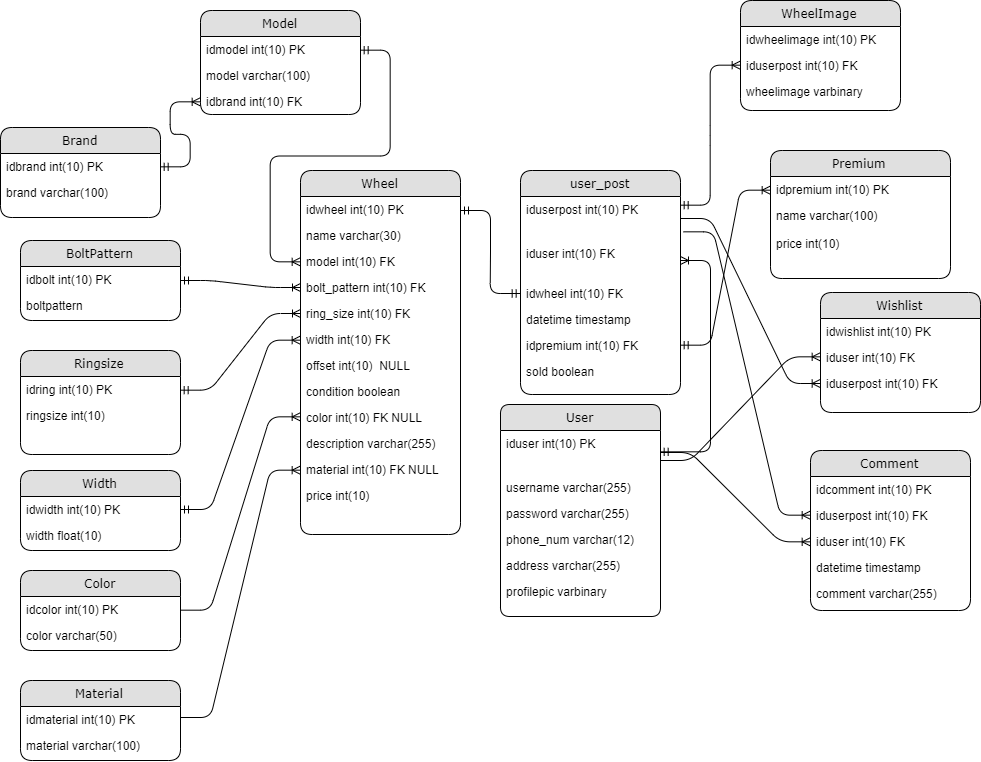 Model
idmodel int(10) PK
model varchar(100)
idbrand int(10) FK
WheelImage
idwheelimage int(10) PK
iduserpost int(10) FK
wheelimage varbinary
Brand
idbrand int(10) PK
brand varchar(100)
Wheel
idwheel int(10) PK
name varchar(30)
model int(10) FK
bolt_pattern int(10) FK
ring_size int(10) FK
width int(10) FK
offset int(10)  NULL
condition boolean
color int(10) FK NULL
description varchar(255)
material int(10) FK NULL
price int(10)
user_post
iduserpost int(10) PK
iduser int(10) FK
idwheel int(10) FK
datetime timestamp
idpremium int(10) FK
sold boolean
Premium
idpremium int(10) PK
name varchar(100)
price int(10)
BoltPattern
idbolt int(10) PK
boltpattern
Wishlist
idwishlist int(10) PK
iduser int(10) FK
iduserpost int(10) FK
Ringsize
idring int(10) PK
ringsize int(10)
User
iduser int(10) PK
username varchar(255)
password varchar(255)
phone_num varchar(12)
address varchar(255)
profilepic varbinary
Comment
idcomment int(10) PK
iduserpost int(10) FK
iduser int(10) FK
datetime timestamp
comment varchar(255)
Width
idwidth int(10) PK
width float(10)
Color
idcolor int(10) PK
color varchar(50)
Material
idmaterial int(10) PK
material varchar(100)